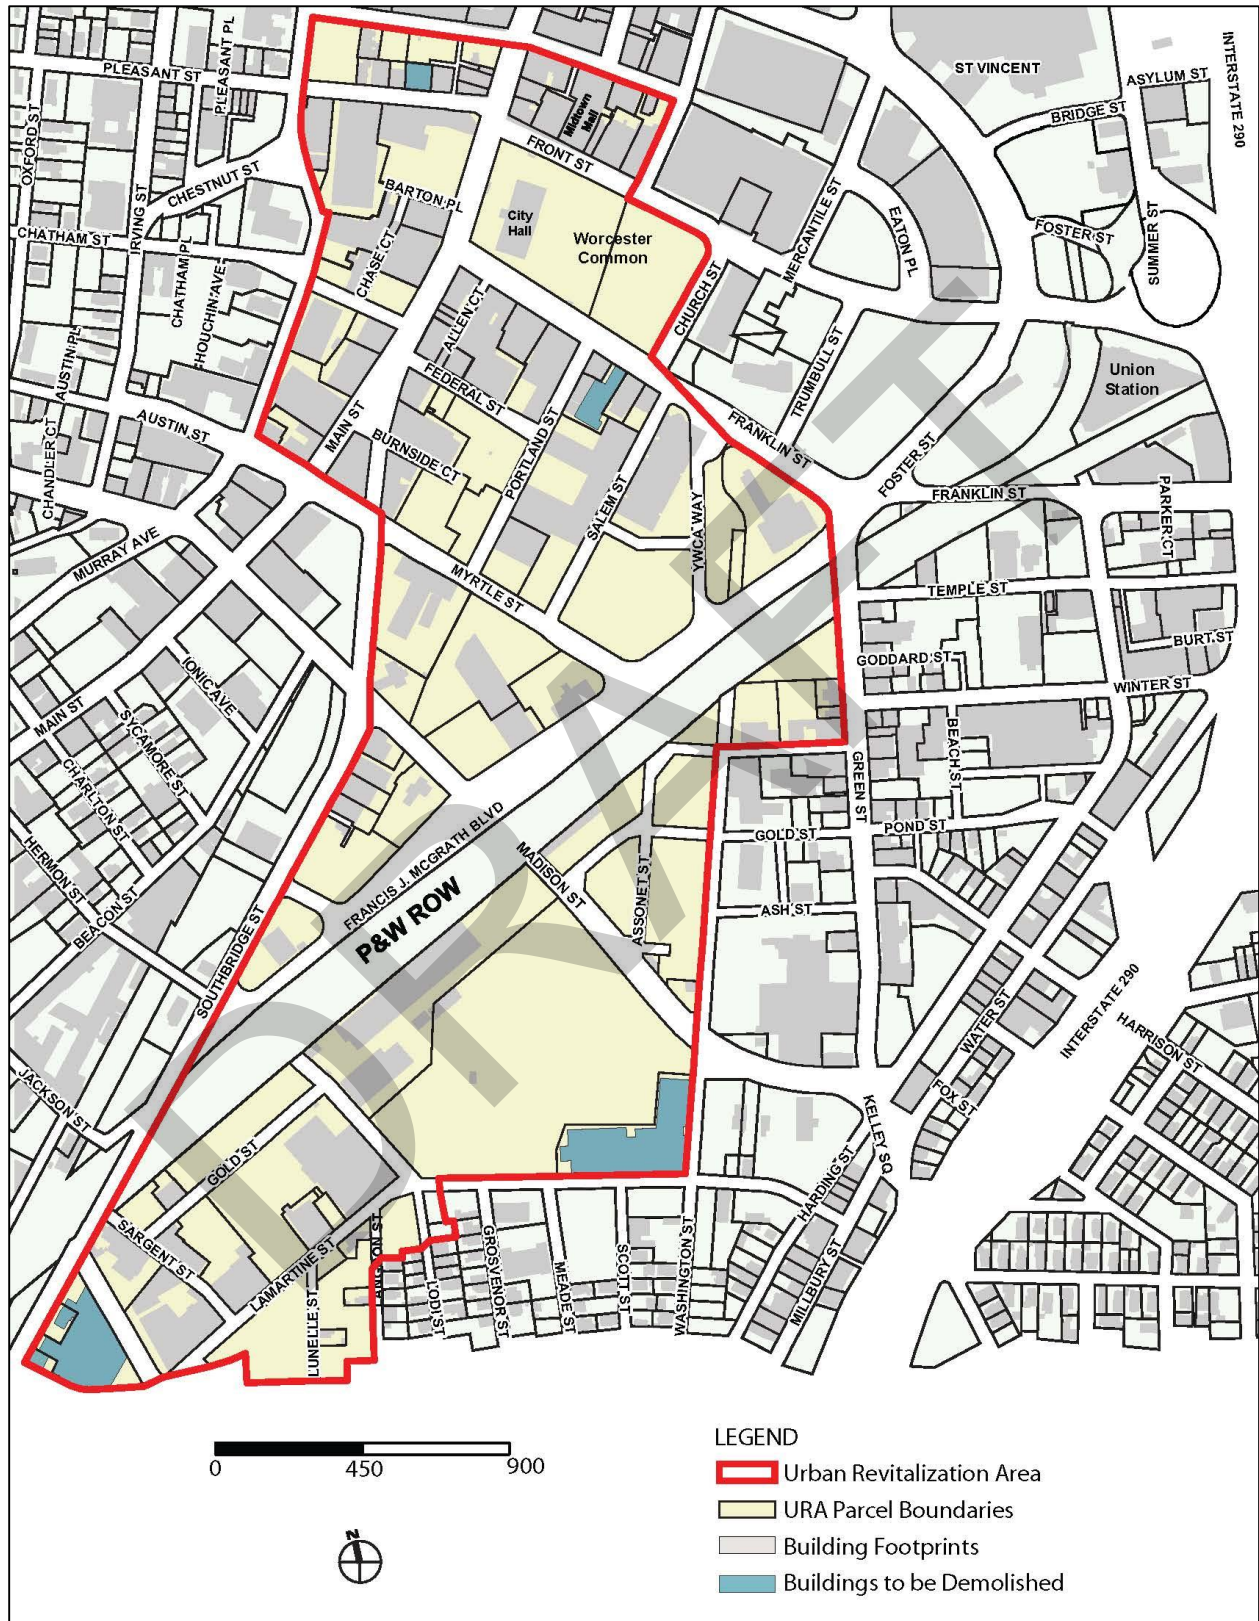 PLEASANT ST
PLEASANT PL
OXFORD ST
IRVING ST
CHESTNUT ST
CHATHAM ST
CHATHAM PL
HOUCHIN AVE
AUSTIN PL
AUSTIN ST
CHANDLER CT
MURRAY AVE
BARTON PL
CHASE CT
MAIN ST
Midtown
Mall
FRONT ST
City
Hall
Worcester
Common
ST VINCENT
BRIDGE ST
ASYLUM ST
INTERSTATE 290
MERCANTILE ST
EATON PL
FOSTER ST
SUMMER ST
CHURCH ST
TRUMBULL ST
Union
Station
ALLEN CT
FEDERAL ST
BURNSIDE CT
PORTLAND ST
SALEM ST
YWCA WAY
FRANKLIN ST
FOSTER ST
FRANKLIN ST
PARKER CT
MYRTLE ST
TEMPLE ST
BURT ST
GODDARD ST
WINTER ST
BEACH ST
GREEN ST
GOLD ST
POND ST
ASH ST
IONIC AVE
MAIN ST
SYCAMORE ST
CHARLTON ST
HERMON ST
BEACON ST
SOUTHBRIDGE ST
FRANCIS J. MCGRATH BLVD
P&W ROW
MADISON ST
ASSONET ST
WATER ST
INTERSTATE 290
HARRISON ST
FOX ST
KELLEY SQ
HARDING ST
MILLBURY ST
JACKSON ST
GOLD ST
SARGENT ST
LAMARTINE ST
LUNELLE ST
LODI ST
GROSVENOR ST
MEADE ST
SCOTT ST
WASHINGTON ST
DRAFT
0 450 900
N
LEGEND
Urban Revitalization Area
URA Parcel Boundaries
Building Footprints
Buildings to be Demolished